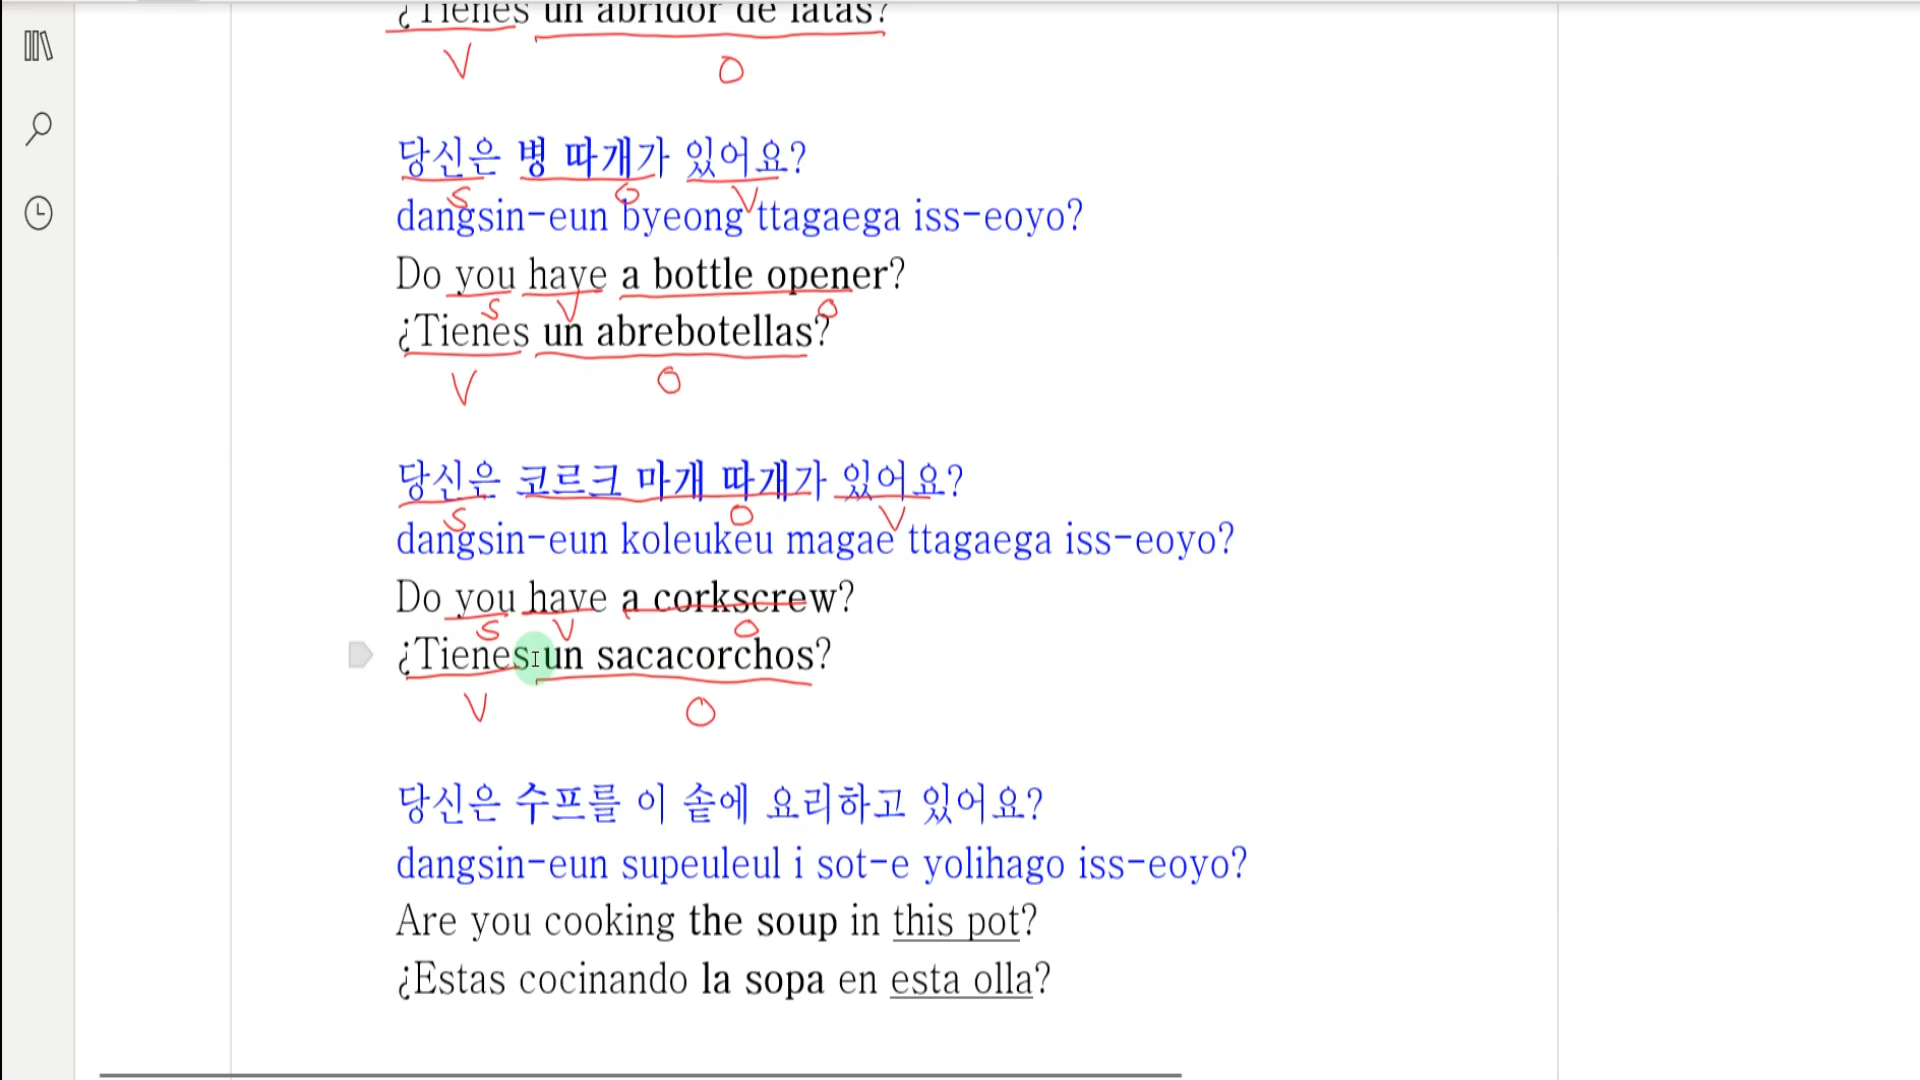 ¿Tienes un abridor de latas?
V O
당신은 병 따개가 있어요?
S O V
dangsin-eun byeong ttagaega iss-eoyo?
Do you have a bottle opener?
S V O
¿Tienes un abrebotellas?
V O
당신은 코르크 마개 따개가 있어요?
S O V
dangsin-eun koleukeu magae ttagaega iss-eoyo?
Do you have a corkscrew?
S V O
¿Tienes un sacacorchos?
V O
당신은 수프를 이 솥에 요리하고 있어요?
dangsin-eun supeuleul i sot-e yolihago iss-eoyo?
Are you cooking the soup in this pot?
¿Estas cocinando la sopa en esta olla?